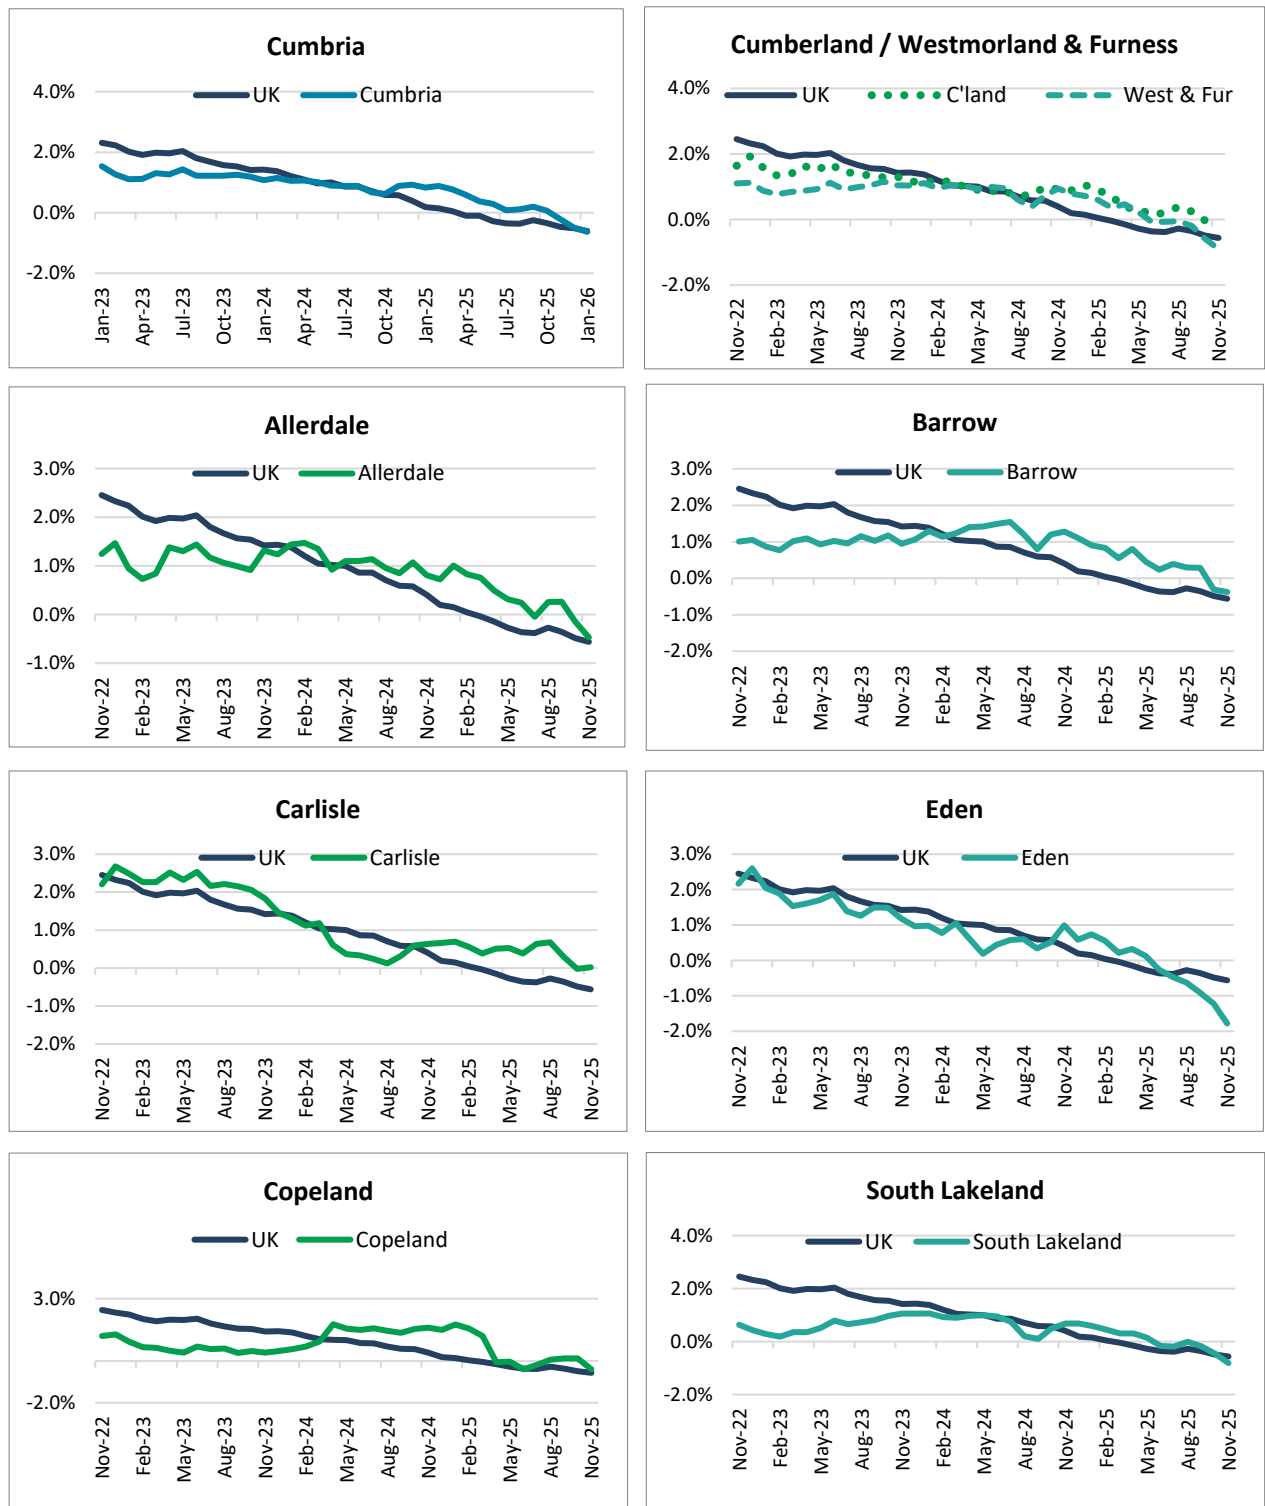 Cumbria
UK Cumbria
4.0%
2.0%
0.0%
-2.0%
Jan-23 Apr-23 Jul-23 Oct-23 Jan-24 Apr-24 Jul-24 Oct-24 Jan-25 Apr-25 Jul-25 Oct-25 Jan-26
Cumberland / Westmorland & Furness
4.0%
UK C'land West & Fur
2.0%
0.0%
-2.0%
Nov-22 Feb-23 May-23 Aug-23 Nov-23 Feb-24 May-24 Aug-24 Nov-24 Feb-25 May-25 Aug-25 Nov-25
Allerdale
3.0%
UK Allerdale
2.0%
1.0%
0.0%
-1.0%
Nov-22 Feb-23 May-23 Aug-23 Nov-23 Feb-24 May-24 Aug-24 Nov-24 Feb-25 May-25 Aug-25 Nov-25
Barrow
3.0%
UK Barrow
2.0%
1.0%
0.0%
-1.0%
-2.0%
Nov-22 Feb-23 May-23 Aug-23 Nov-23 Feb-24 May-24 Aug-24 Nov-24 Feb-25 May-25 Aug-25 Nov-25
Carlisle
3.0%
UK Carlisle
2.0%
1.0%
0.0%
-1.0%
-2.0%
Nov-22 Feb-23 May-23 Aug-23 Nov-23 Feb-24 May-24 Aug-24 Nov-24 Feb-25 May-25 Aug-25 Nov-25
Eden
3.0%
UK Eden
2.0%
1.0%
0.0%
-1.0%
-2.0%
Nov-22 Feb-23 May-23 Aug-23 Nov-23 Feb-24 May-24 Aug-24 Nov-24 Feb-25 May-25 Aug-25 Nov-25
Copeland
UK Copeland
3.0%
-2.0%
Nov-22 Feb-23 May-23 Aug-23 Nov-23 Feb-24 May-24 Aug-24 Nov-24 Feb-25 May-25 Aug-25 Nov-25
South Lakeland
4.0%
UK South Lakeland
2.0%
0.0%
-2.0%
Nov-22 Feb-23 May-23 Aug-23 Nov-23 Feb-24 May-24 Aug-24 Nov-24 Feb-25 May-25 Aug-25 Nov-25